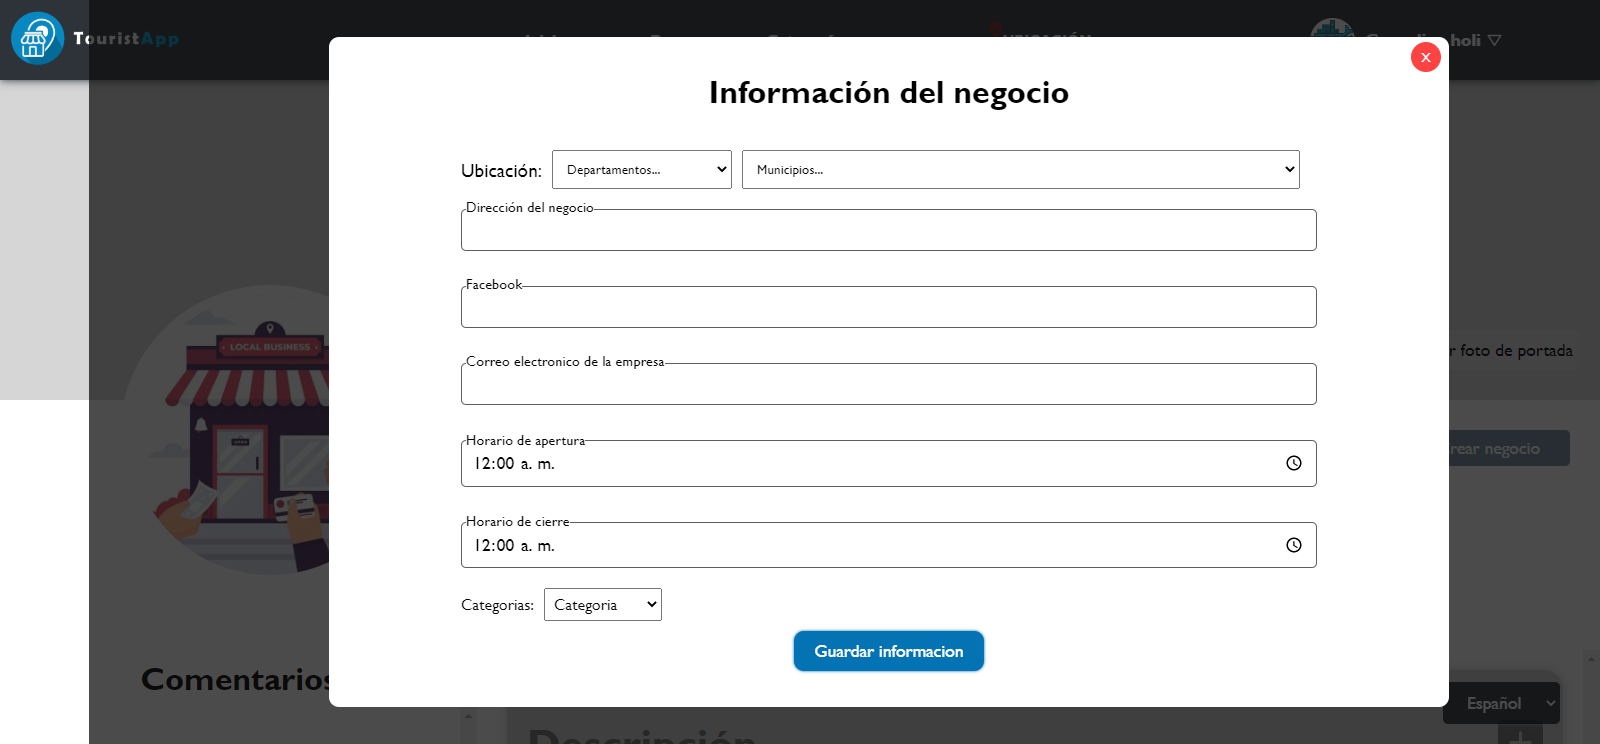 TouristApp
holi ▽
x
Información del negocio
Ubicación: Departamentos... Municipios...
Dirección del negocio
Facebook
Correo electronico de la empresa
Horario de apertura
12:00 a. m.
Horario de cierre
12:00 a. m.
Categorias: Categoria
Guardar informacion
LOCAL BUSINESS
r foto de portada
rear negocio
Comentarios
Español
Descripción